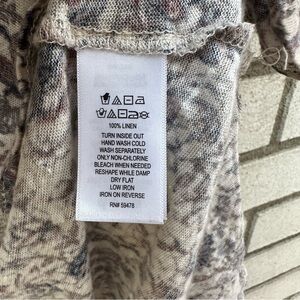 100% LINEN
TURN INSIDE OUT
HAND WASH COLD
WASH SEPARATELY
ONLY NON-CHLORINE
BLEACH WHEN NEEDED
RESHAPE WHILE DAMP
DRY FLAT
LOW IRON
IRON ON REVERSE
RN# 59478